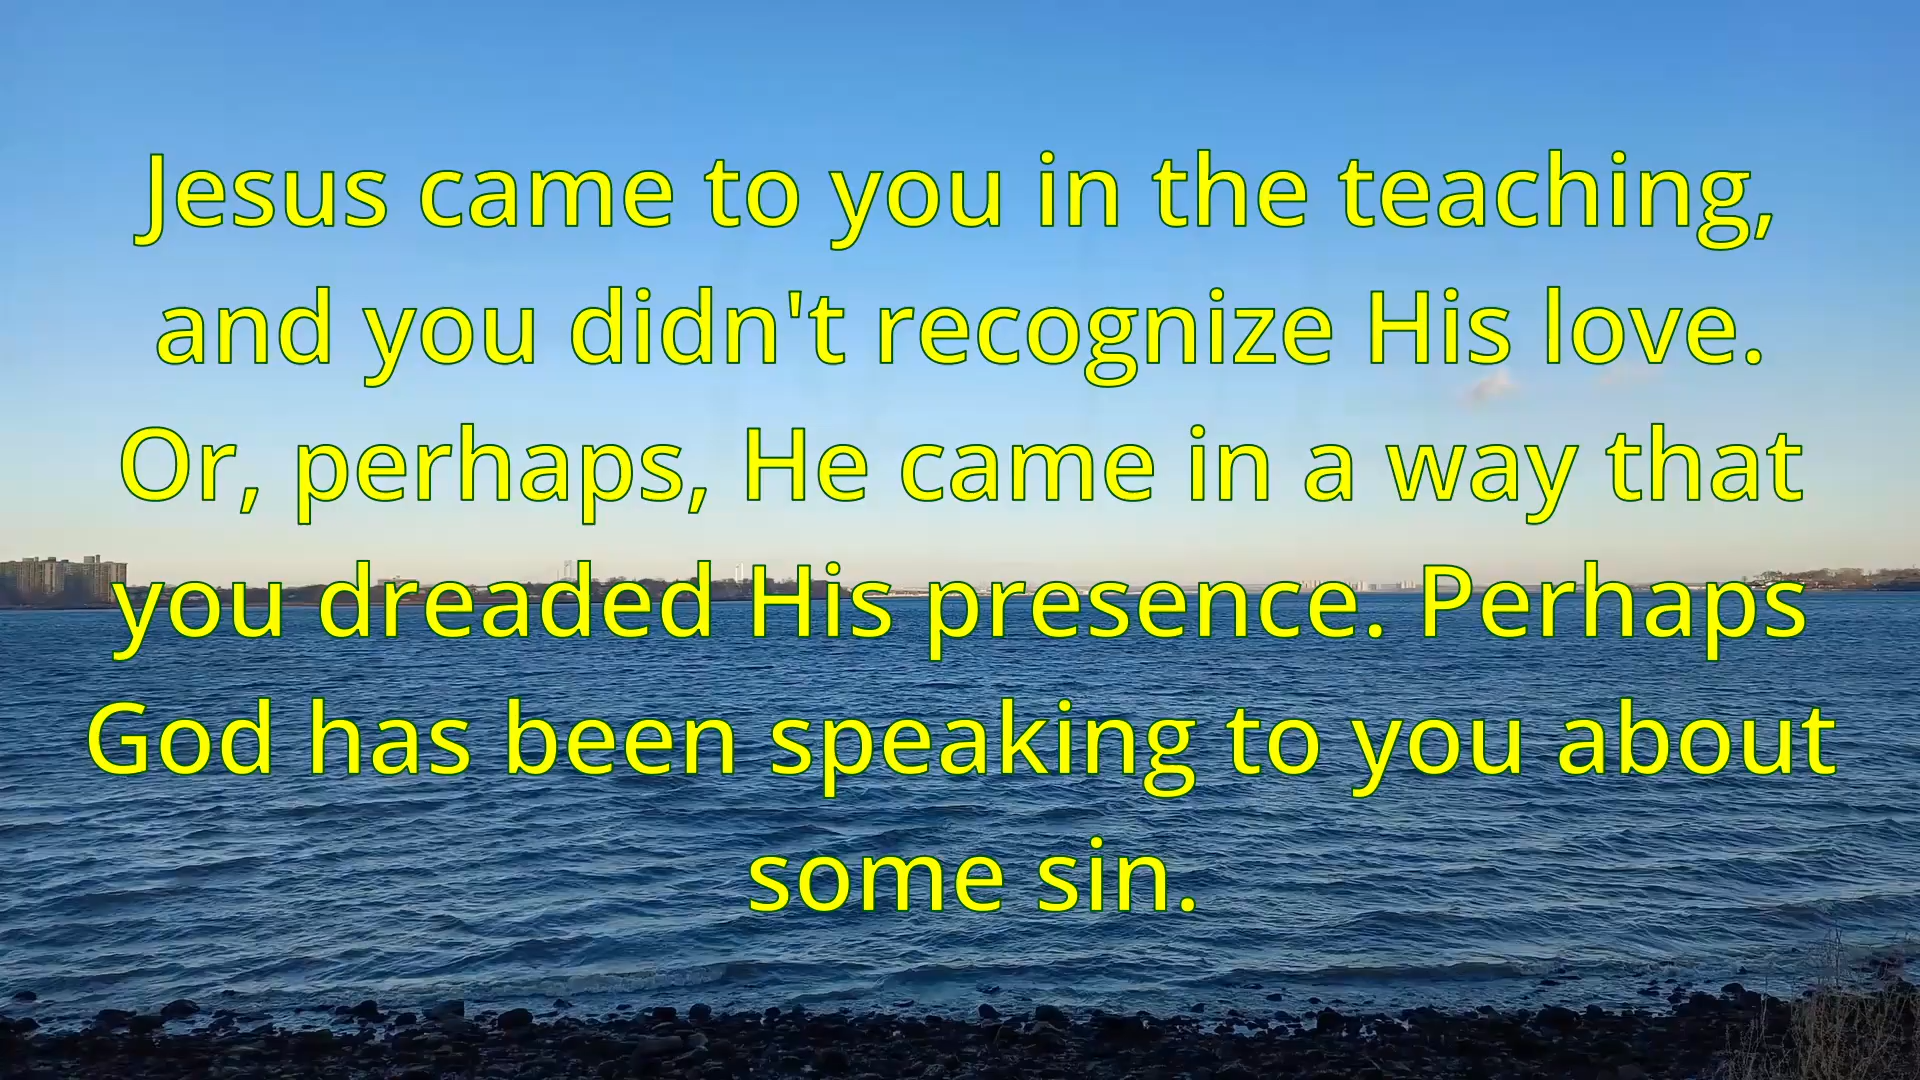 Jesus came to you in the teaching,
and you didn't recognize His love.
Or, perhaps, He came in a way that
you dreaded His presence. Perhaps
God has been speaking to you about
some sin.